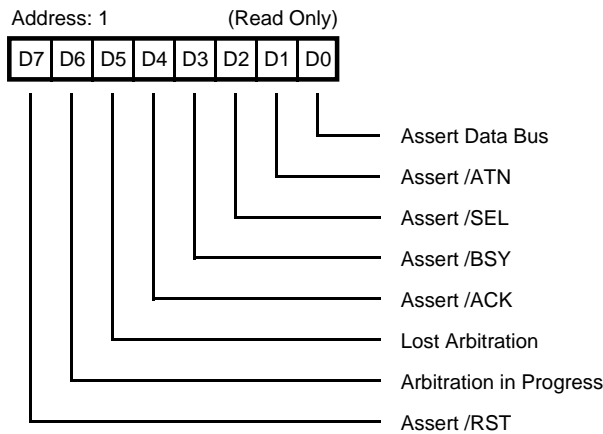 Address: 1 (Read Only)
D7 D6 D5 D4 D3 D2 D1 D0
Assert Data Bus
Assert /ATN
Assert /SEL
Assert /BSY
Assert /ACK
Lost Arbitration
Arbitration in Progress
Assert /RST